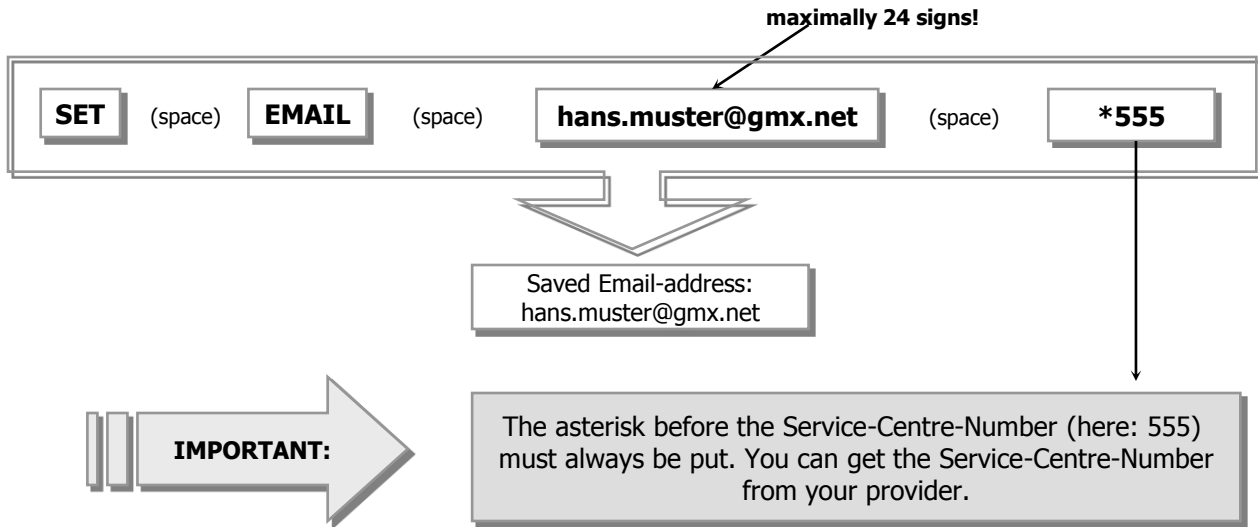 maximally 24 signs!
SET (space) EMAIL (space) hans.muster@gmx.net (space) *555
Saved Email-address:
hans.muster@gmx.net
IMPORTANT:
The asterisk before the Service-Centre-Number (here: 555)
must always be put. You can get the Service-Centre-Number
from your provider.